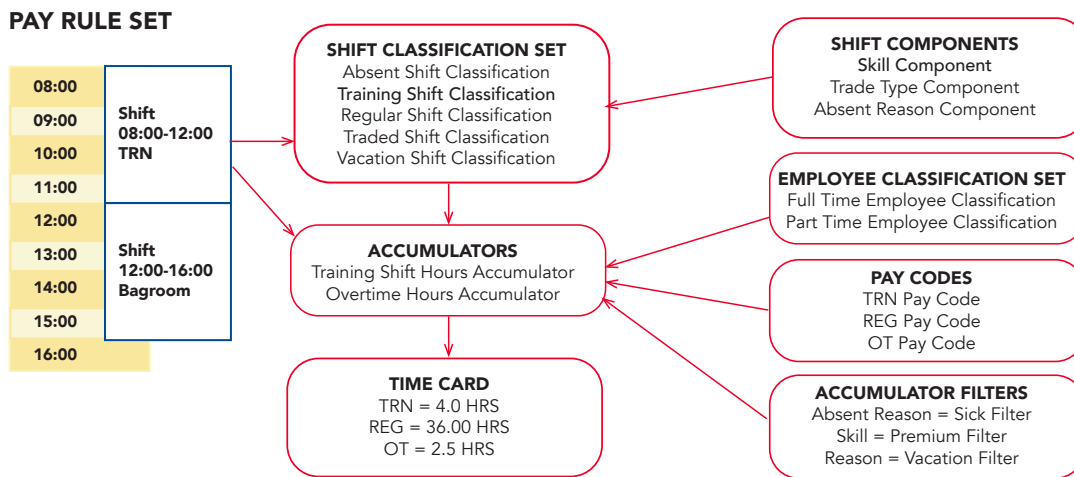 PAY RULE SET
08:00
09:00
10:00
11:00
12:00
13:00
14:00
15:00
16:00
Shift
08:00-12:00
TRN
Shift
12:00-16:00
Bagroom
SHIFT CLASSIFICATION SET
Absent Shift Classification
Training Shift Classification
Regular Shift Classification
Traded Shift Classification
Vacation Shift Classification
ACCUMULATORS
Training Shift Hours Accumulator
Overtime Hours Accumulator
TIME CARD
TRN = 4.0 HRS
REG = 36.00 HRS
OT = 2.5 HRS
SHIFT COMPONENTS
Skill Component
Trade Type Component
Absent Reason Component
EMPLOYEE CLASSIFICATION SET
Full Time Employee Classification
Part Time Employee Classification
PAY CODES
TRN Pay Code
REG Pay Code
OT Pay Code
ACCUMULATOR FILTERS
Absent Reason = Sick Filter
Skill = Premium Filter
Reason = Vacation Filter